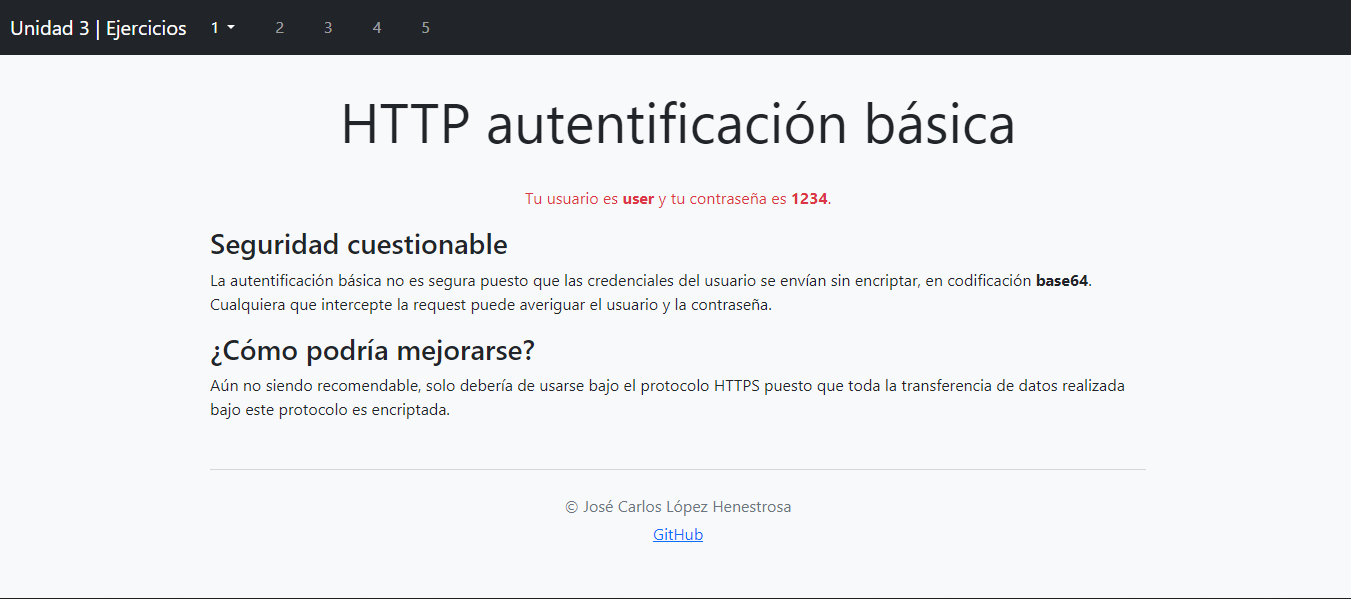 Unidad 3 | Ejercicios 1 2 3 4 5
HTTP autentificación básica
Tu usuario es user y tu contraseña es 1234.
Seguridad cuestionable
La autentificación básica no es segura puesto que las credenciales del usuario se envían sin encriptar, en codificación base64.
Cualquiera que intercepte la request puede averiguar el usuario y la contraseña.
¿Cómo podría mejorarse?
Aún no siendo recomendable, solo debería de usarse bajo el protocolo HTTPS puesto que toda la transferencia de datos realizada
bajo este protocolo es encriptada.
© José Carlos López Henestrosa
GitHub